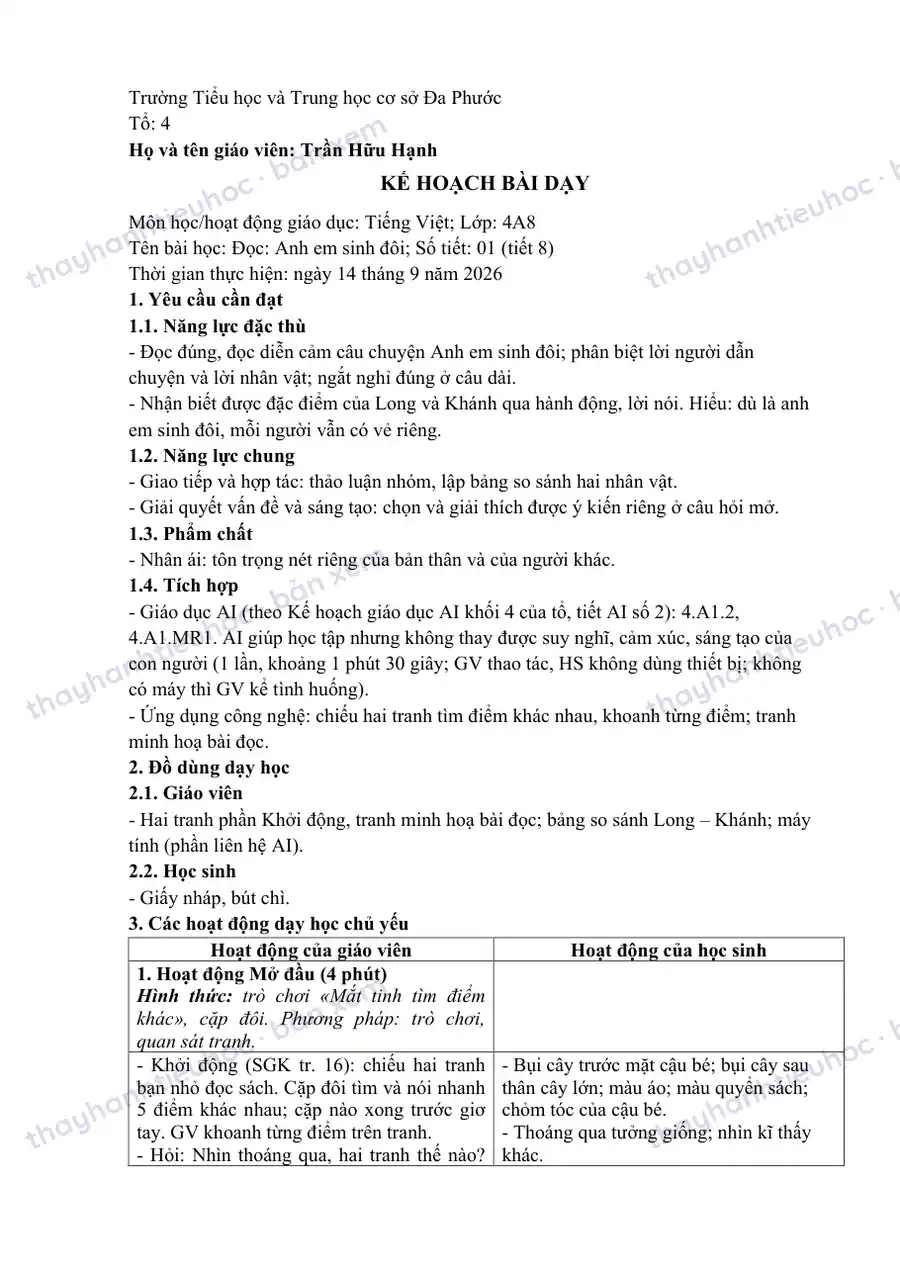 Trường Tiểu học và Trung học cơ sở Đa Phước
Tổ: 4
Họ và tên giáo viên: Trần Hữu Hạnh
KẾ HOẠCH BÀI DẠY
Môn học/hoạt động giáo dục: Tiếng Việt; Lớp: 4A8
Tên bài học: Đọc: Anh em sinh đôi; Số tiết: 01 (tiết 8)
Thời gian thực hiện: ngày 14 tháng 9 năm 2026
1. Yêu cầu cần đạt
1.1. Năng lực đặc thù
- Đọc đúng, đọc diễn cảm câu chuyện Anh em sinh đôi; phân biệt lời người dẫn
chuyện và lời nhân vật; ngắt nghỉ đúng ở câu dài.
- Nhận biết được đặc điểm của Long và Khánh qua hành động, lời nói. Hiểu: dù là anh
em sinh đôi, mỗi người vẫn có vẻ riêng.
1.2. Năng lực chung
- Giao tiếp và hợp tác: thảo luận nhóm, lập bảng so sánh hai nhân vật.
- Giải quyết vấn đề và sáng tạo: chọn và giải thích được ý kiến riêng ở câu hỏi mở.
1.3. Phẩm chất
- Nhân ái: tôn trọng nét riêng của bản thân và của người khác.
1.4. Tích hợp
- Giáo dục AI (theo Kế hoạch giáo dục AI khối 4 của tổ, tiết AI số 2): 4.A1.2,
4.A1.MR1. AI giúp học tập nhưng không thay được suy nghĩ, cảm xúc, sáng tạo của
con người (1 lần, khoảng 1 phút 30 giây; GV thao tác, HS không dùng thiết bị; không
có máy thì GV kể tình huống).
- Ứng dụng công nghệ: chiếu hai tranh tìm điểm khác nhau, khoanh từng điểm; tranh
minh hoạ bài đọc.
2. Đồ dùng dạy học
2.1. Giáo viên
- Hai tranh phần Khởi động, tranh minh hoạ bài đọc; bảng so sánh Long – Khánh; máy
tính (phần liên hệ AI).
2.2. Học sinh
- Giấy nháp, bút chì.
3. Các hoạt động dạy học chủ yếu
Hoạt động của giáo viên
Hoạt động của học sinh
1. Hoạt động Mở đầu (4 phút)
Hình thức: trò chơi «Mắt tinh tìm điểm
khác», cặp đôi. Phương pháp: trò chơi,
quan sát tranh.
- Khởi động (SGK tr. 16): chiếu hai tranh
bạn nhỏ đọc sách. Cặp đôi tìm và nói nhanh
5 điểm khác nhau; cặp nào xong trước giơ
tay. GV khoanh từng điểm trên tranh.
- Hỏi: Nhìn thoáng qua, hai tranh thế nào?
- Bụi cây trước mặt cậu bé; bụi cây sau
thân cây lớn; màu áo; màu quyển sách;
chỏm tóc của cậu bé.
- Thoáng qua tưởng giống; nhìn kĩ thấy
khác.
thayhanhtieuhoc · bản xem
thayhanhtieuhoc · b
thayhanhtieuhoc · bản xem
thayhanhtieuhoc · b
thayhanhtieuhoc · bản xem
thayhanhtieuhoc · b